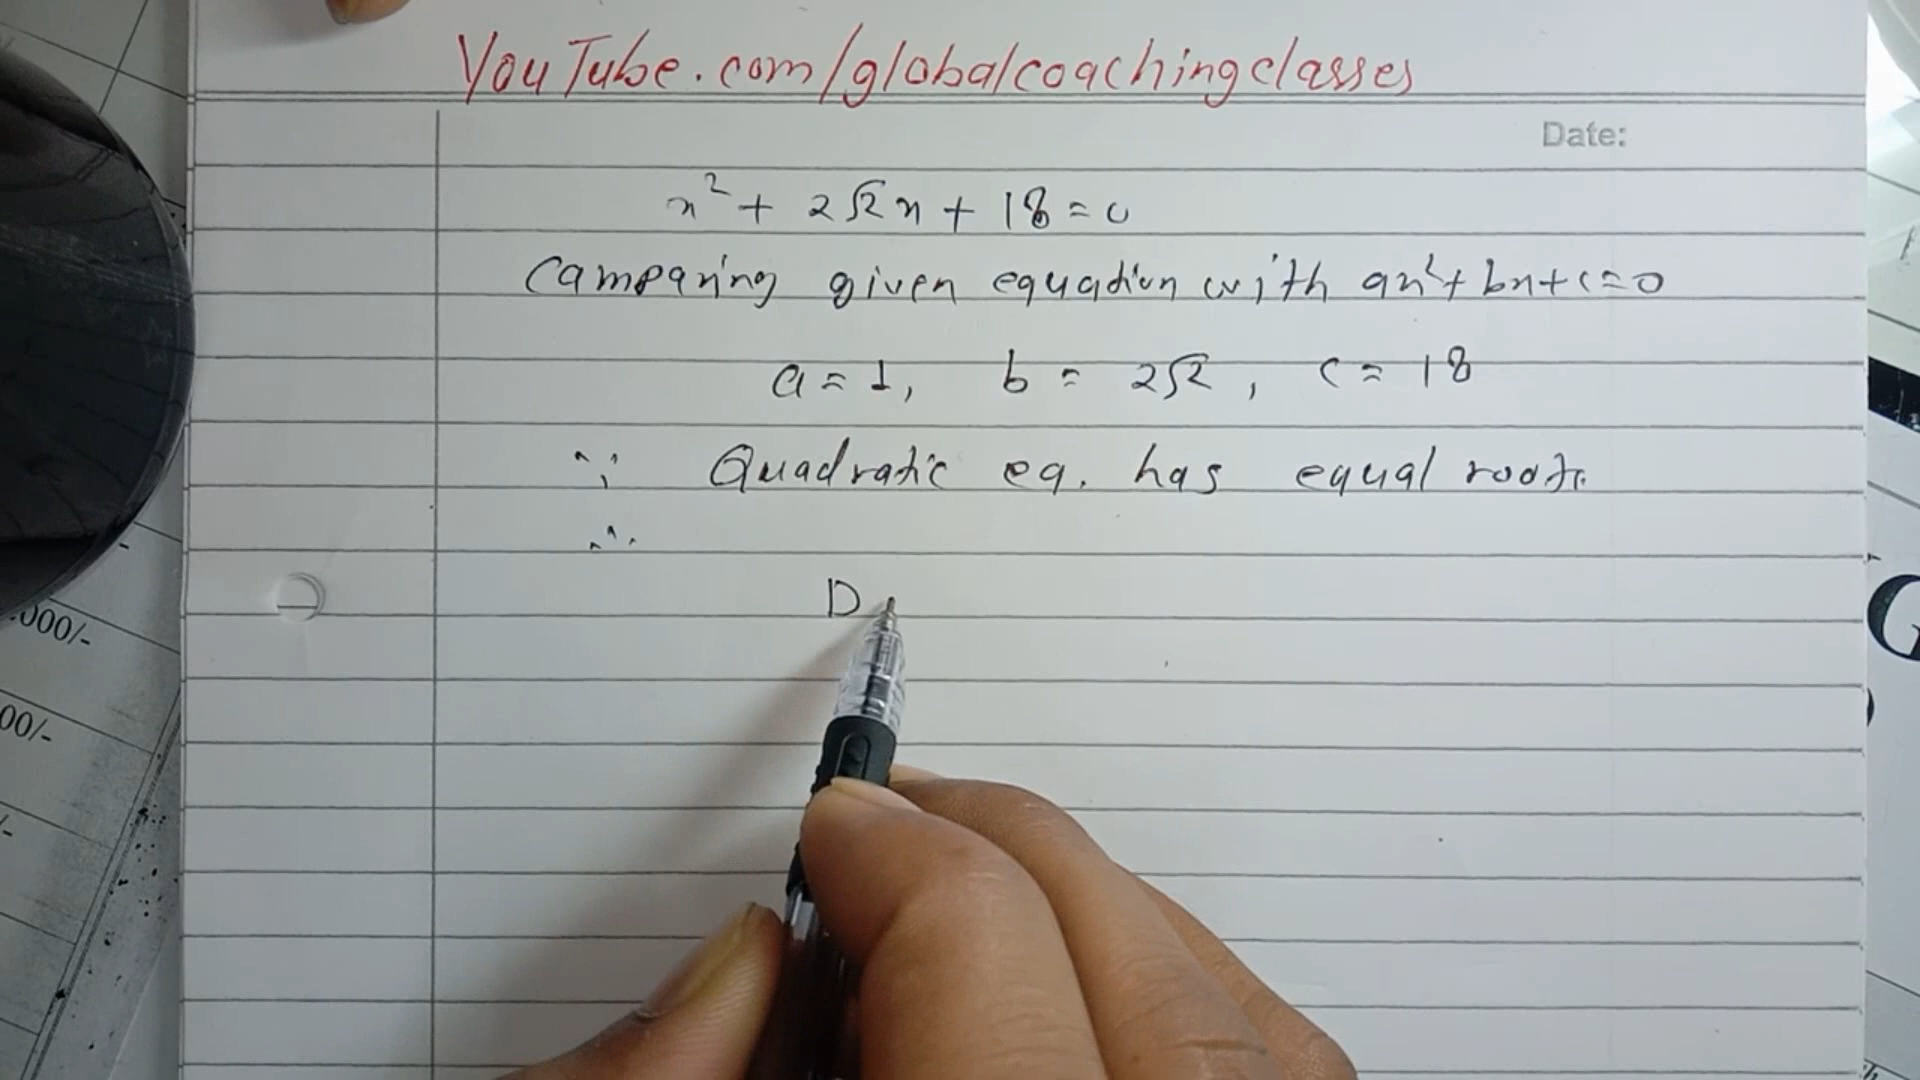 YouTube.com/globalcoachingclasses
Date:
x² + 2√2x + 18 = 0
Camparing given equation with ax²+bx+c=0
a = 1, b = 2√2, c = 18
∵ Quadratic eq. has equal roots.
∴
D
000/-
00/-
G